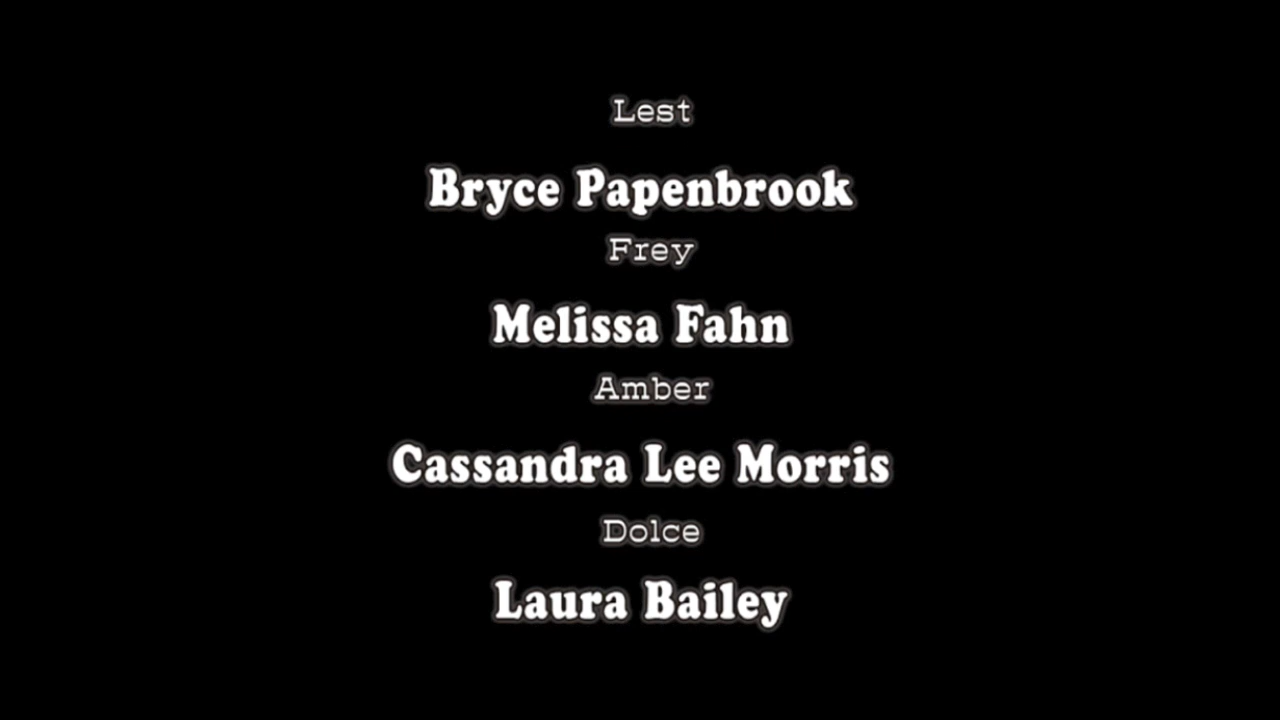 Lest
Bryce Papenbrook
Frey
Melissa Fahn
Amber
Cassandra Lee Morris
Dolce
Laura Bailey